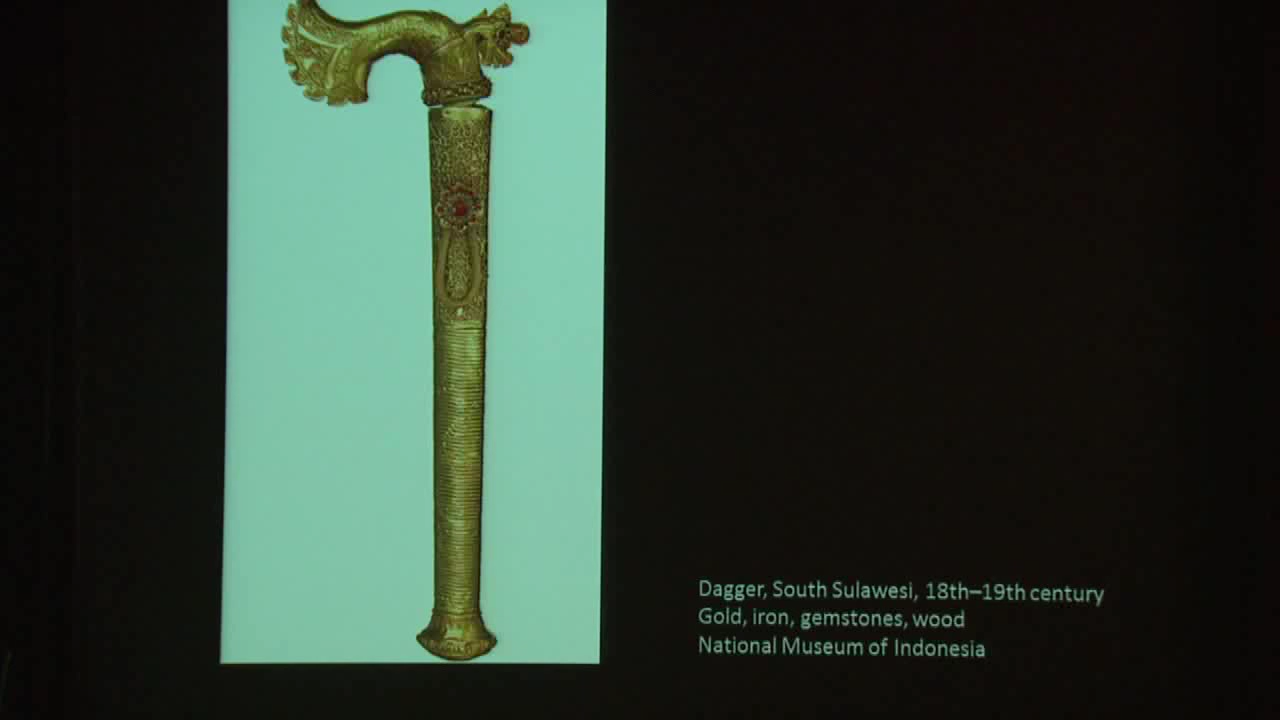 Dagger, South Sulawesi, 18th–19th century
Gold, iron, gemstones, wood
National Museum of Indonesia